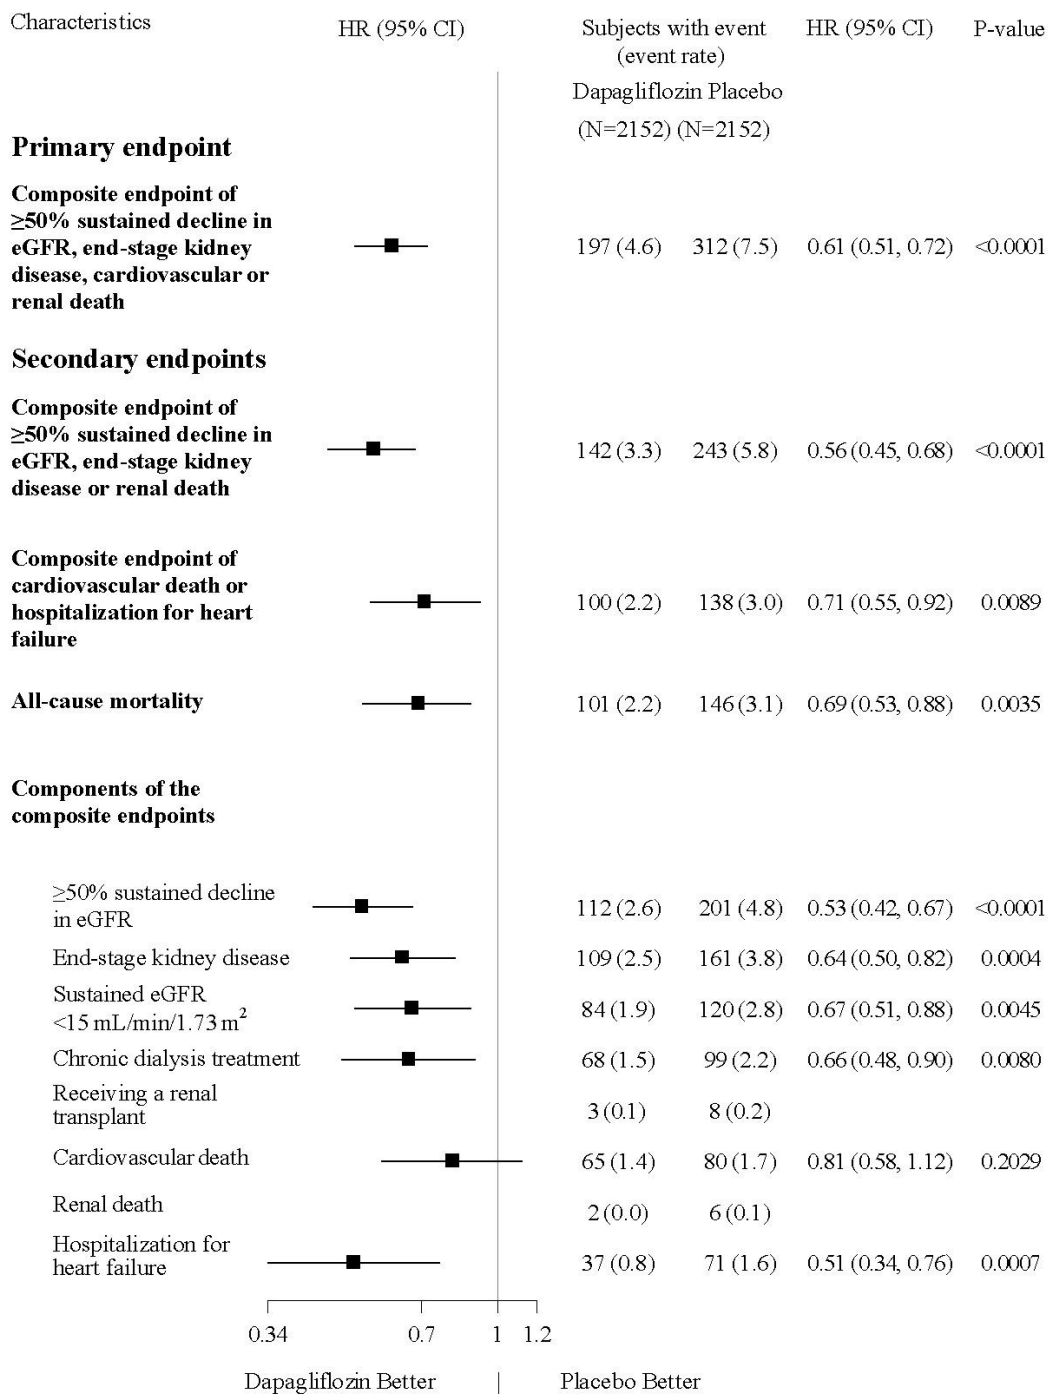 Characteristics HR (95% CI) Subjects with event HR (95% CI) P-value
(event rate)
Dapagliflozin Placebo
(N=2152) (N=2152)
Primary endpoint
Composite endpoint of
≥50% sustained decline in
eGFR, end-stage kidney 197 (4.6) 312 (7.5) 0.61 (0.51, 0.72) <0.0001
disease, cardiovascular or
renal death
Secondary endpoints
Composite endpoint of
≥50% sustained decline in
eGFR, end-stage kidney 142 (3.3) 243 (5.8) 0.56 (0.45, 0.68) <0.0001
disease or renal death
Composite endpoint of
cardiovascular death or
hospitalization for heart 100 (2.2) 138 (3.0) 0.71 (0.55, 0.92) 0.0089
failure
All-cause mortality 101 (2.2) 146 (3.1) 0.69 (0.53, 0.88) 0.0035
Components of the
composite endpoints
≥50% sustained decline
in eGFR 112 (2.6) 201 (4.8) 0.53 (0.42, 0.67) <0.0001
End-stage kidney disease 109 (2.5) 161 (3.8) 0.64 (0.50, 0.82) 0.0004
Sustained eGFR
<15 mL/min/1.73 m² 84 (1.9) 120 (2.8) 0.67 (0.51, 0.88) 0.0045
Chronic dialysis treatment 68 (1.5) 99 (2.2) 0.66 (0.48, 0.90) 0.0080
Receiving a renal
transplant 3 (0.1) 8 (0.2)
Cardiovascular death 65 (1.4) 80 (1.7) 0.81 (0.58, 1.12) 0.2029
Renal death 2 (0.0) 6 (0.1)
Hospitalization for
heart failure 37 (0.8) 71 (1.6) 0.51 (0.34, 0.76) 0.0007
0.34 0.7 1 1.2
Dapagliflozin Better | Placebo Better